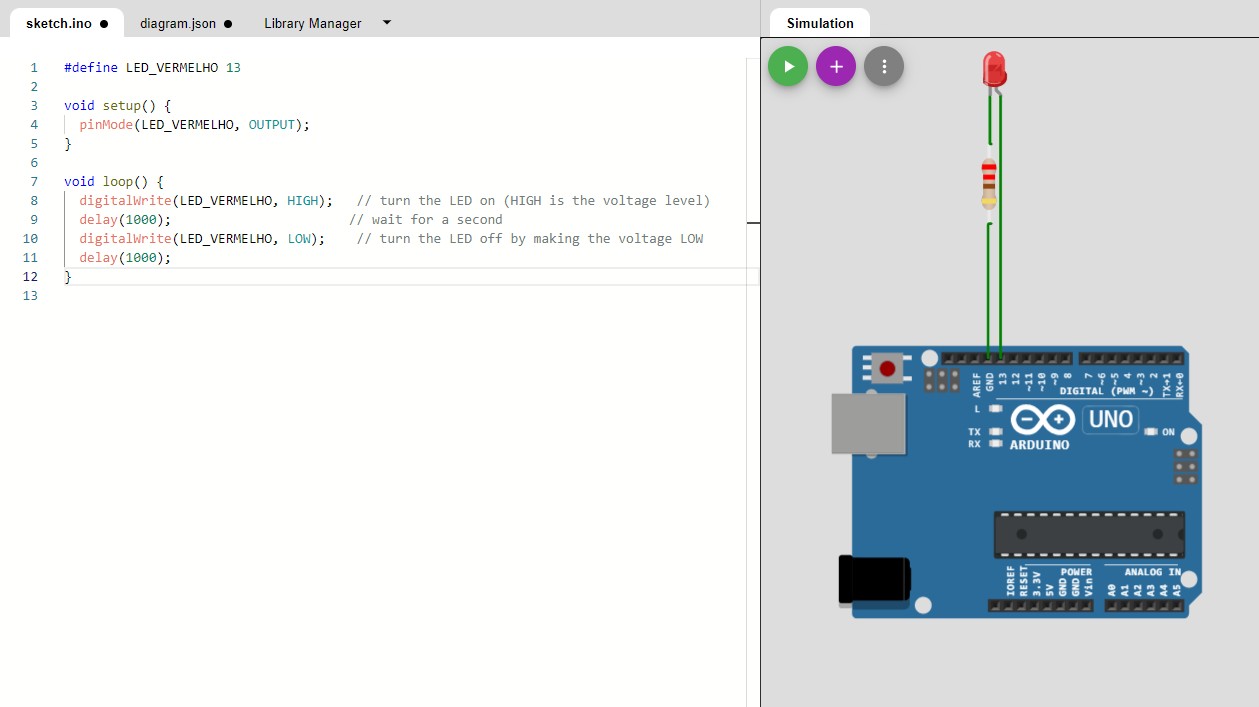 sketch.ino ● diagram.json ● Library Manager
Simulation
1 #define LED_VERMELHO 13
2
3 void setup() {
4 pinMode(LED_VERMELHO, OUTPUT);
5 }
6
7 void loop() {
8 digitalWrite(LED_VERMELHO, HIGH); // turn the LED on (HIGH is the voltage level)
9 delay(1000); // wait for a second
10 digitalWrite(LED_VERMELHO, LOW); // turn the LED off by making the voltage LOW
11 delay(1000);
12 }
13
AREF GND 13 12 ~11 ~10 ~9 8 7 ~6 ~5 4 ~3 2 TX→1 RX←0
DIGITAL (PWM ~)
L
TX
RX
ARDUINO
UNO
ON
IOREF RESET 3.3V 5V GND GND Vin
POWER
ANALOG IN
A0 A1 A2 A3 A4 A5